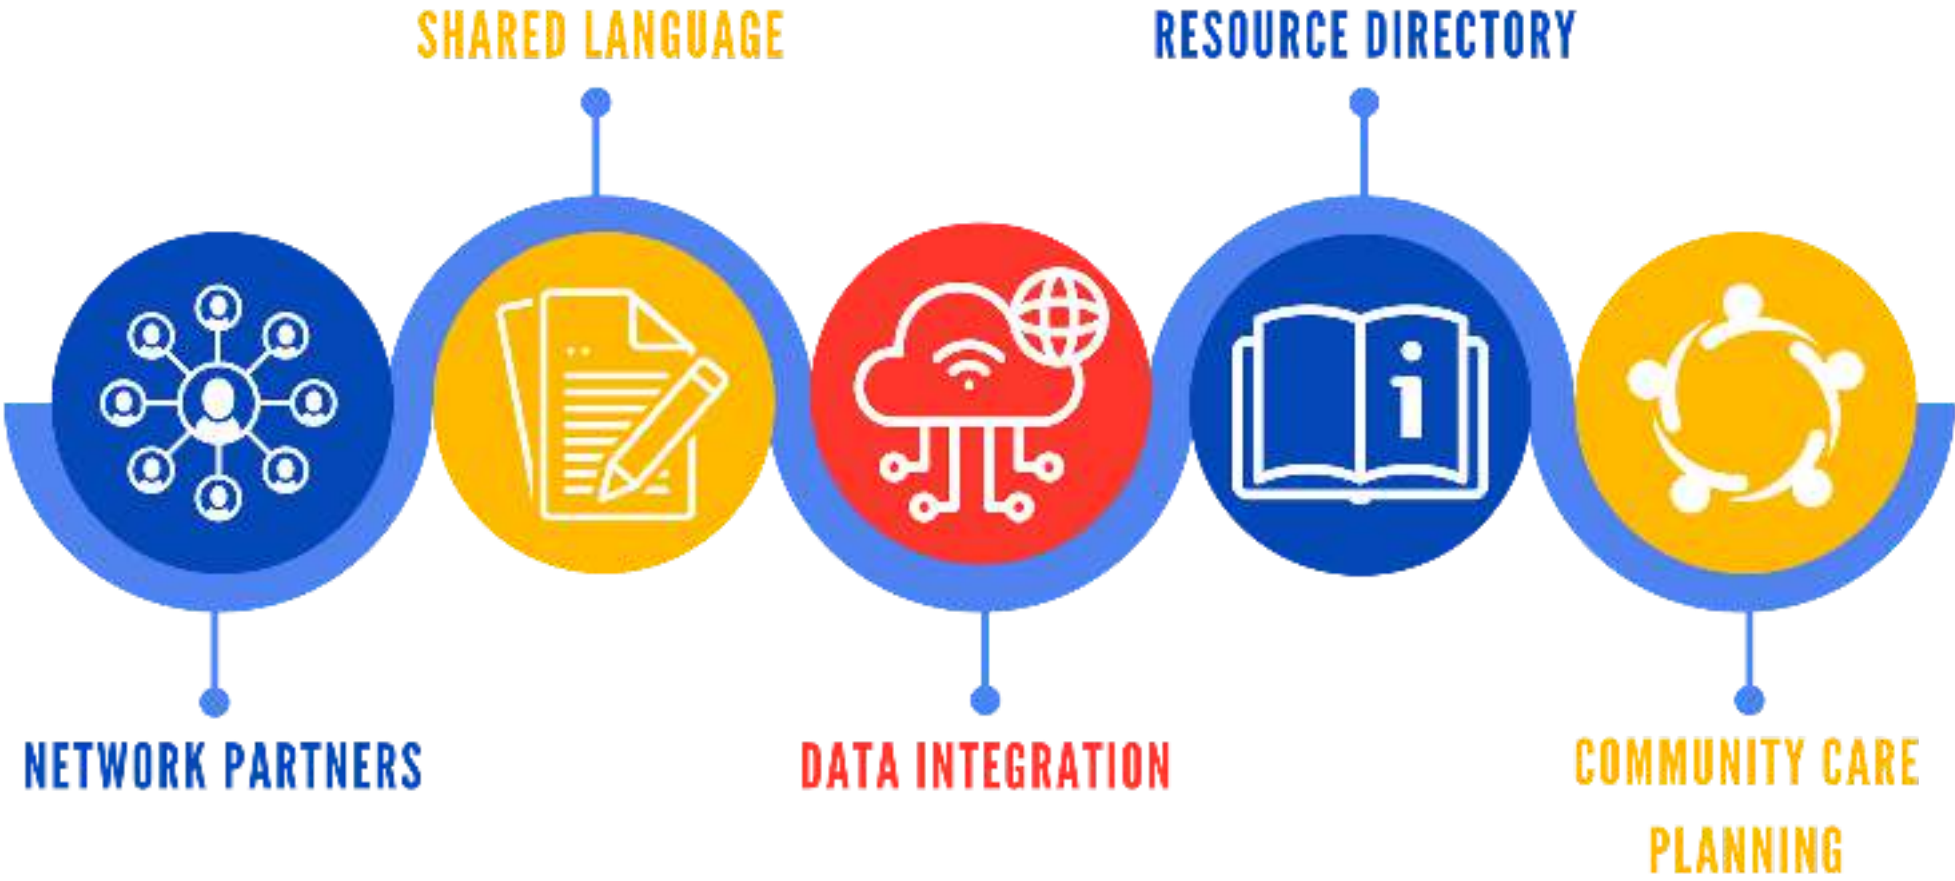 SHARED LANGUAGE
RESOURCE DIRECTORY
NETWORK PARTNERS
DATA INTEGRATION
COMMUNITY CARE
PLANNING